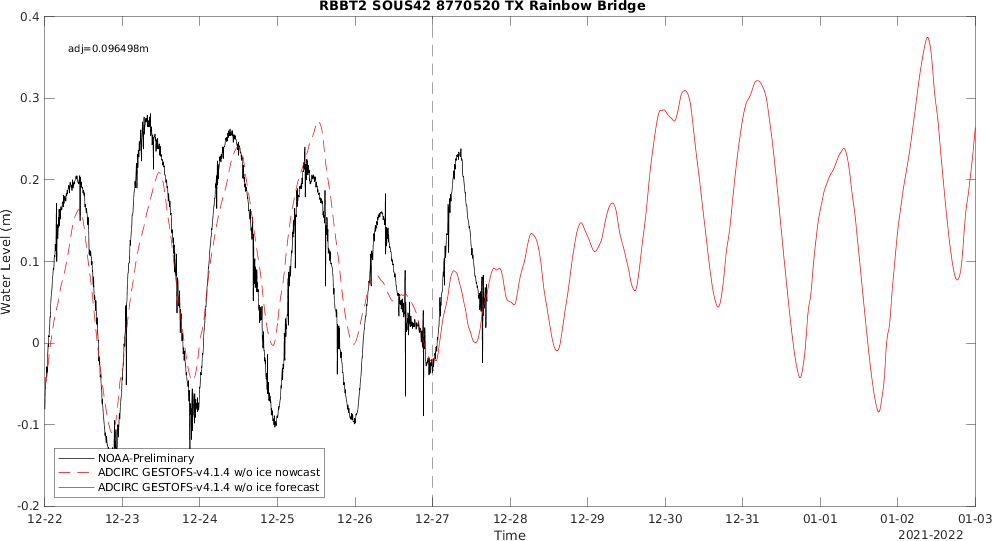 RBBT2 SOUS42 8770520 TX Rainbow Bridge
adj=0.096498m
Water Level (m)
0.4
0.3
0.2
0.1
0
-0.1
-0.2
NOAA-Preliminary
ADCIRC GESTOFS-v4.1.4 w/o ice nowcast
ADCIRC GESTOFS-v4.1.4 w/o ice forecast
12-22 12-23 12-24 12-25 12-26 12-27 12-28 12-29 12-30 12-31 01-01 01-02 01-03
Time
2021-2022